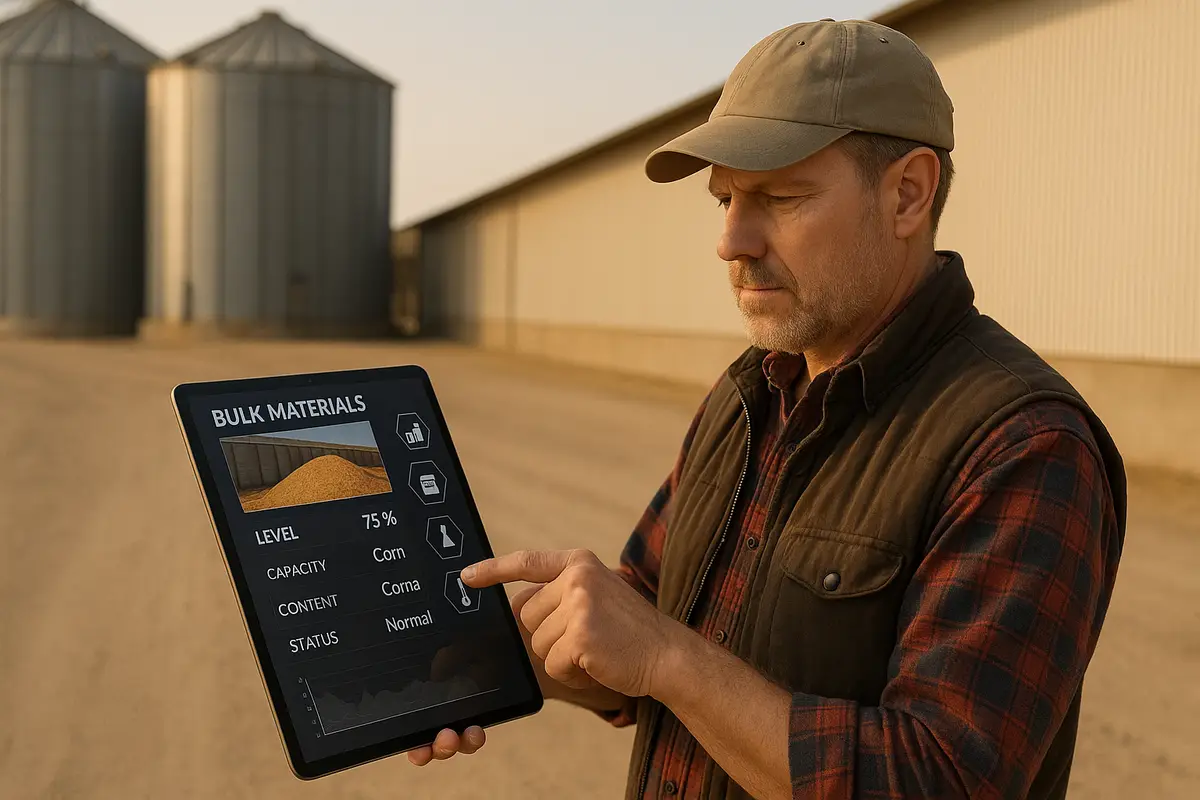 BULK MATERIALS
LEVEL 75 %
CAPACITY Corn
CONTENT Corna
STATUS Normal